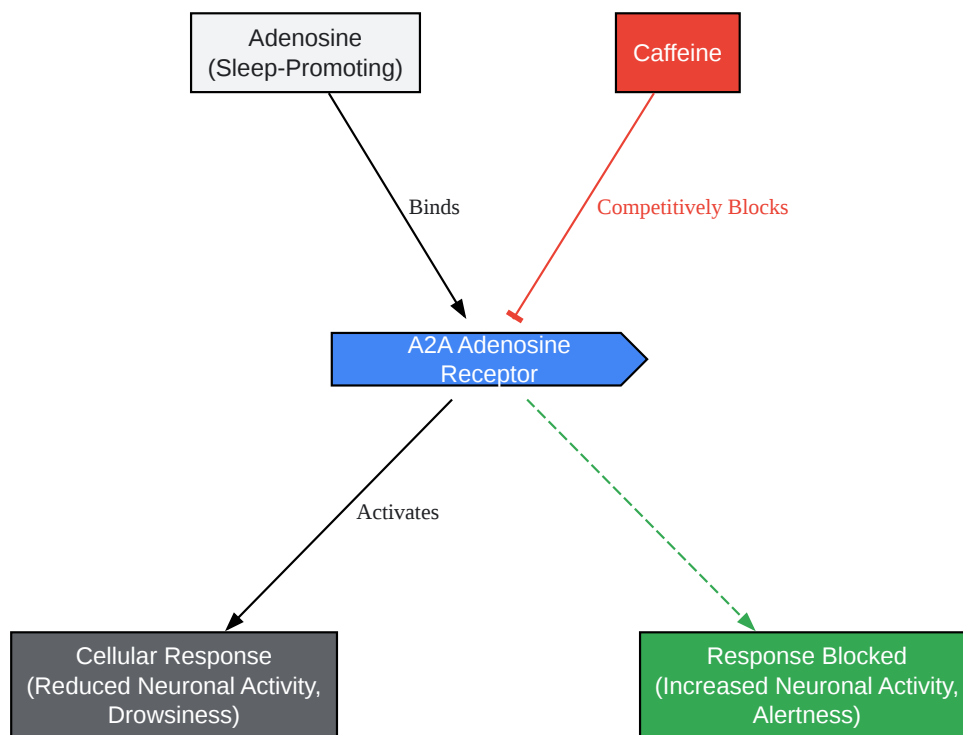 Adenosine
(Sleep-Promoting)
Caffeine
Binds
Competitively Blocks
A2A Adenosine
Receptor
Activates
Cellular Response
(Reduced Neuronal Activity,
Drowsiness)
Response Blocked
(Increased Neuronal Activity,
Alertness)